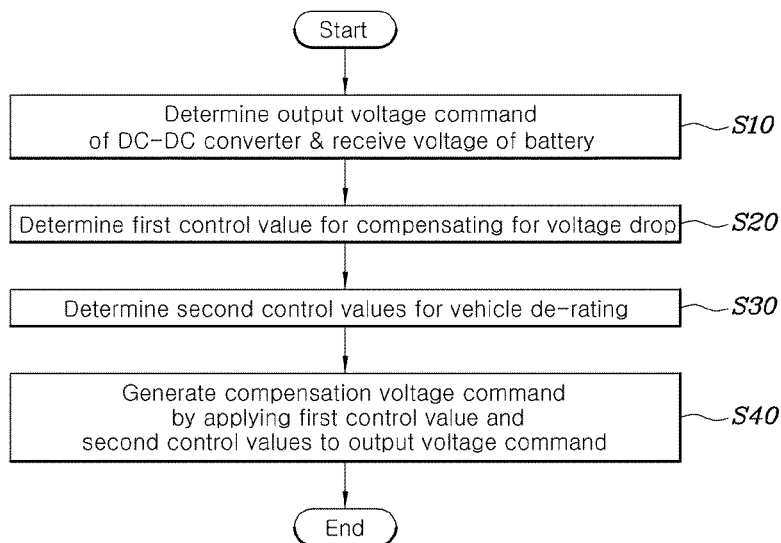 Start
Determine output voltage command
of DC-DC converter & receive voltage of battery
S10
Determine first control value for compensating for voltage drop
S20
Determine second control values for vehicle de-rating
S30
Generate compensation voltage command
by applying first control value and
second control values to output voltage command
S40
End